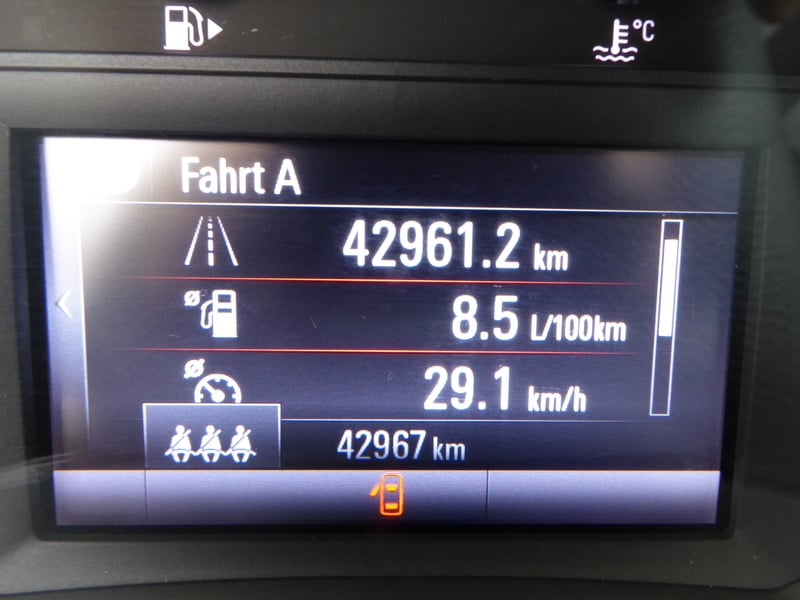 °C
Fahrt A
42961.2 km
Ø 8.5 L/100km
Ø 29.1 km/h
42967 km